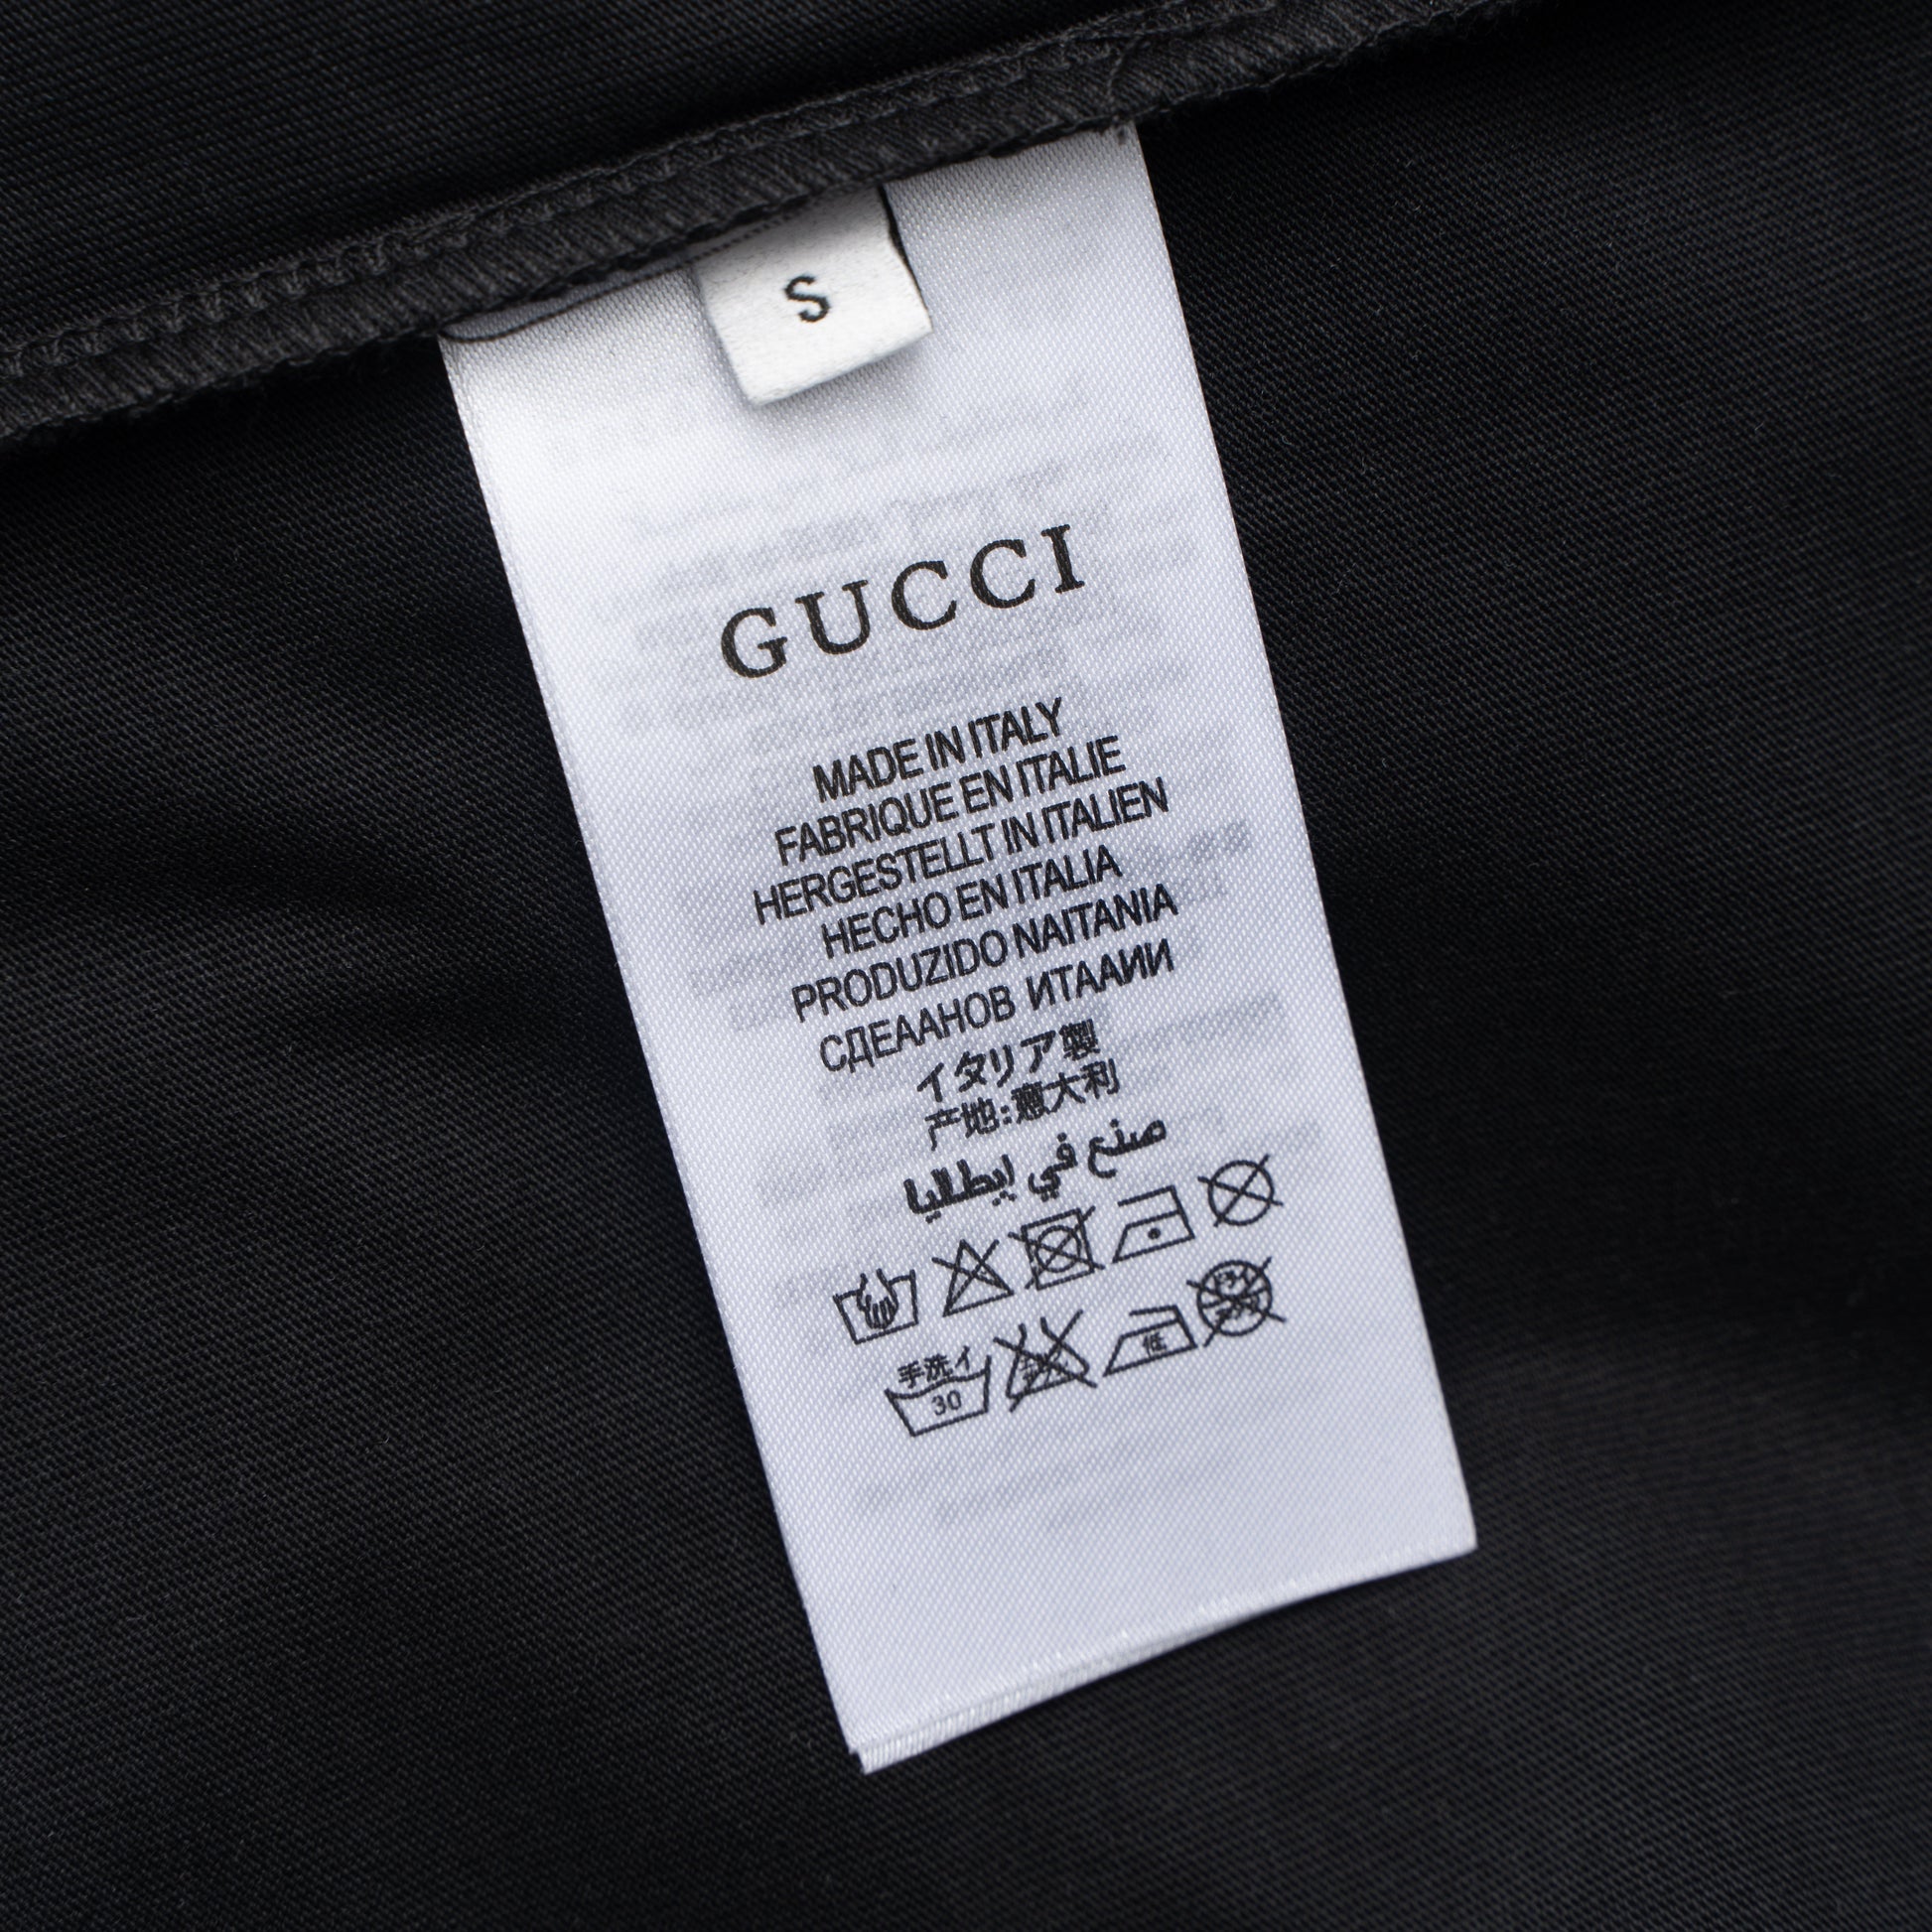 S
GUCCI
MADE IN ITALY
FABRIQUE EN ITALIE
HERGESTELLT IN ITALIEN
HECHO EN ITALIA
PRODUZIDO NAITANIA
СДЕААНОВ ИТААИИ
イタリア製
产地:意大利
صنع في إيطاليا
手洗イ
30
低